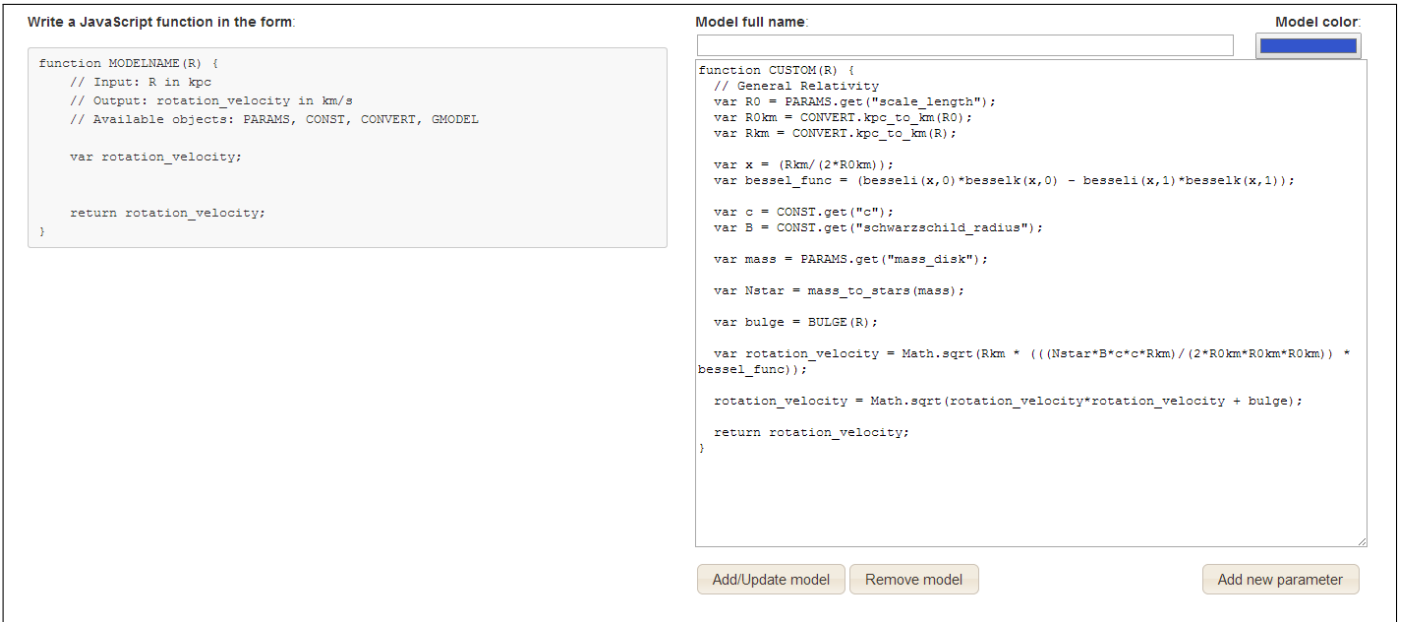 Write a JavaScript function in the form:
function MODELNAME(R) {
    // Input: R in kpc
    // Output: rotation_velocity in km/s
    // Available objects: PARAMS, CONST, CONVERT, GMODEL
    var rotation_velocity;
    return rotation_velocity;
}
Model full name:
Model color:
function CUSTOM(R) {
  // General Relativity
  var R0 = PARAMS.get("scale_length");
  var R0km = CONVERT.kpc_to_km(R0);
  var Rkm = CONVERT.kpc_to_km(R);
  var x = (Rkm/(2*R0km));
  var bessel_func = (besseli(x,0)*besselk(x,0) - besseli(x,1)*besselk(x,1));
  var c = CONST.get("c");
  var B = CONST.get("schwarzschild_radius");
  var mass = PARAMS.get("mass_disk");
  var Nstar = mass_to_stars(mass);
  var bulge = BULGE(R);
  var rotation_velocity = Math.sqrt(Rkm * (((Nstar*B*c*c*Rkm)/(2*R0km*R0km*R0km)) *
bessel_func));
  rotation_velocity = Math.sqrt(rotation_velocity*rotation_velocity + bulge);
  return rotation_velocity;
}
Add/Update model
Remove model
Add new parameter